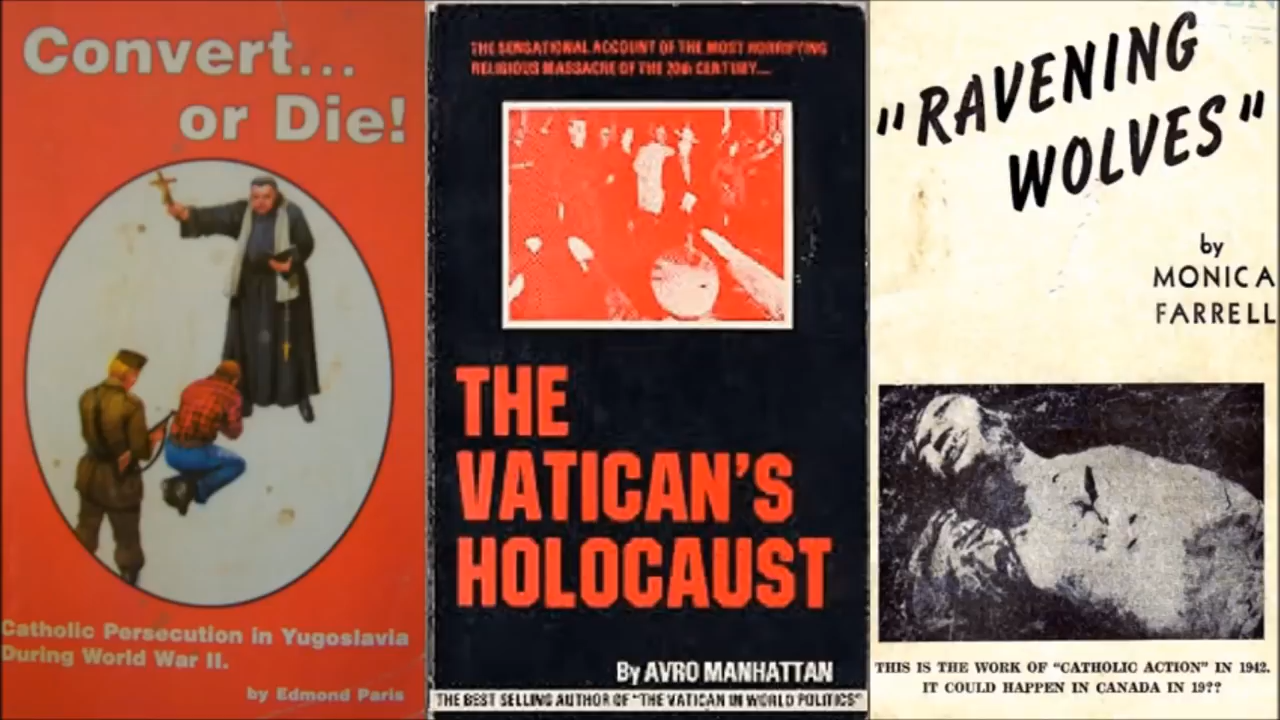 Convert...
or Die!
Catholic Persecution in Yugoslavia
During World War II.
by Edmond Paris
THE SENSATIONAL ACCOUNT OF THE MOST HORRIFYING
RELIGIOUS MASSACRE OF THE 20th CENTURY....
THE
VATICAN'S
HOLOCAUST
By AVRO MANHATTAN
THE BEST SELLING AUTHOR OF "THE VATICAN IN WORLD POLITICS"
"RAVENING
WOLVES"
by
MONICA
FARRELL
THIS IS THE WORK OF "CATHOLIC ACTION" IN 1942.
IT COULD HAPPEN IN CANADA IN 19??